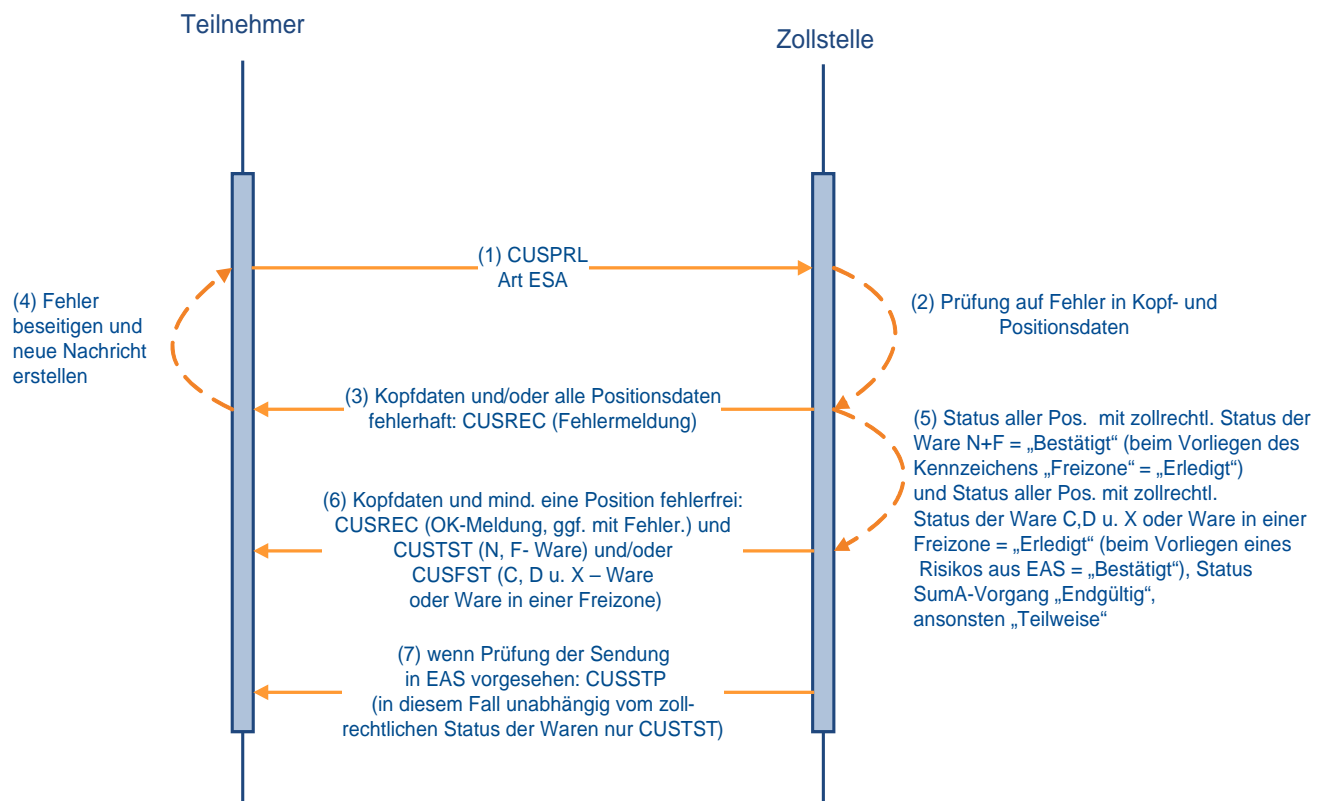 Teilnehmer
Zollstelle
(1) CUSPRL
Art ESA
(2) Prüfung auf Fehler in Kopf- und
Positionsdaten
(3) Kopfdaten und/oder alle Positionsdaten
fehlerhaft: CUSREC (Fehlermeldung)
(4) Fehler
beseitigen und
neue Nachricht
erstellen
(5) Status aller Pos. mit zollrechtl. Status der
Ware N+F = „Bestätigt“ (beim Vorliegen des
Kennzeichens „Freizone“ = „Erledigt“)
und Status aller Pos. mit zollrechtl.
Status der Ware C,D u. X oder Ware in einer
Freizone = „Erledigt“ (beim Vorliegen eines
Risikos aus EAS = „Bestätigt“), Status
SumA-Vorgang „Endgültig“,
ansonsten „Teilweise“
(6) Kopfdaten und mind. eine Position fehlerfrei:
CUSREC (OK-Meldung, ggf. mit Fehler.) und
CUSTST (N, F- Ware) und/oder
CUSFST (C, D u. X – Ware
oder Ware in einer Freizone)
(7) wenn Prüfung der Sendung
in EAS vorgesehen: CUSSTP
(in diesem Fall unabhängig vom zoll-
rechtlichen Status der Waren nur CUSTST)